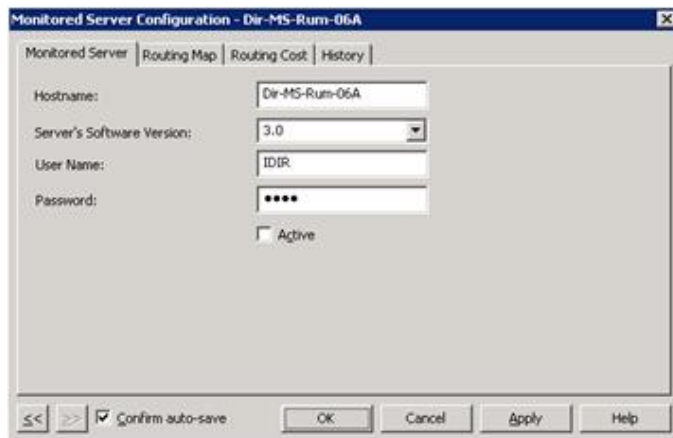 Monitored Server Configuration - Dir-MS-Rum-06A
Monitored Server Routing Map Routing Cost History
Hostname: Dir-MS-Rum-06A
Server's Software Version: 3.0
User Name: IDIR
Password: ••••
Active
<< >> Confirm auto-save OK Cancel Apply Help